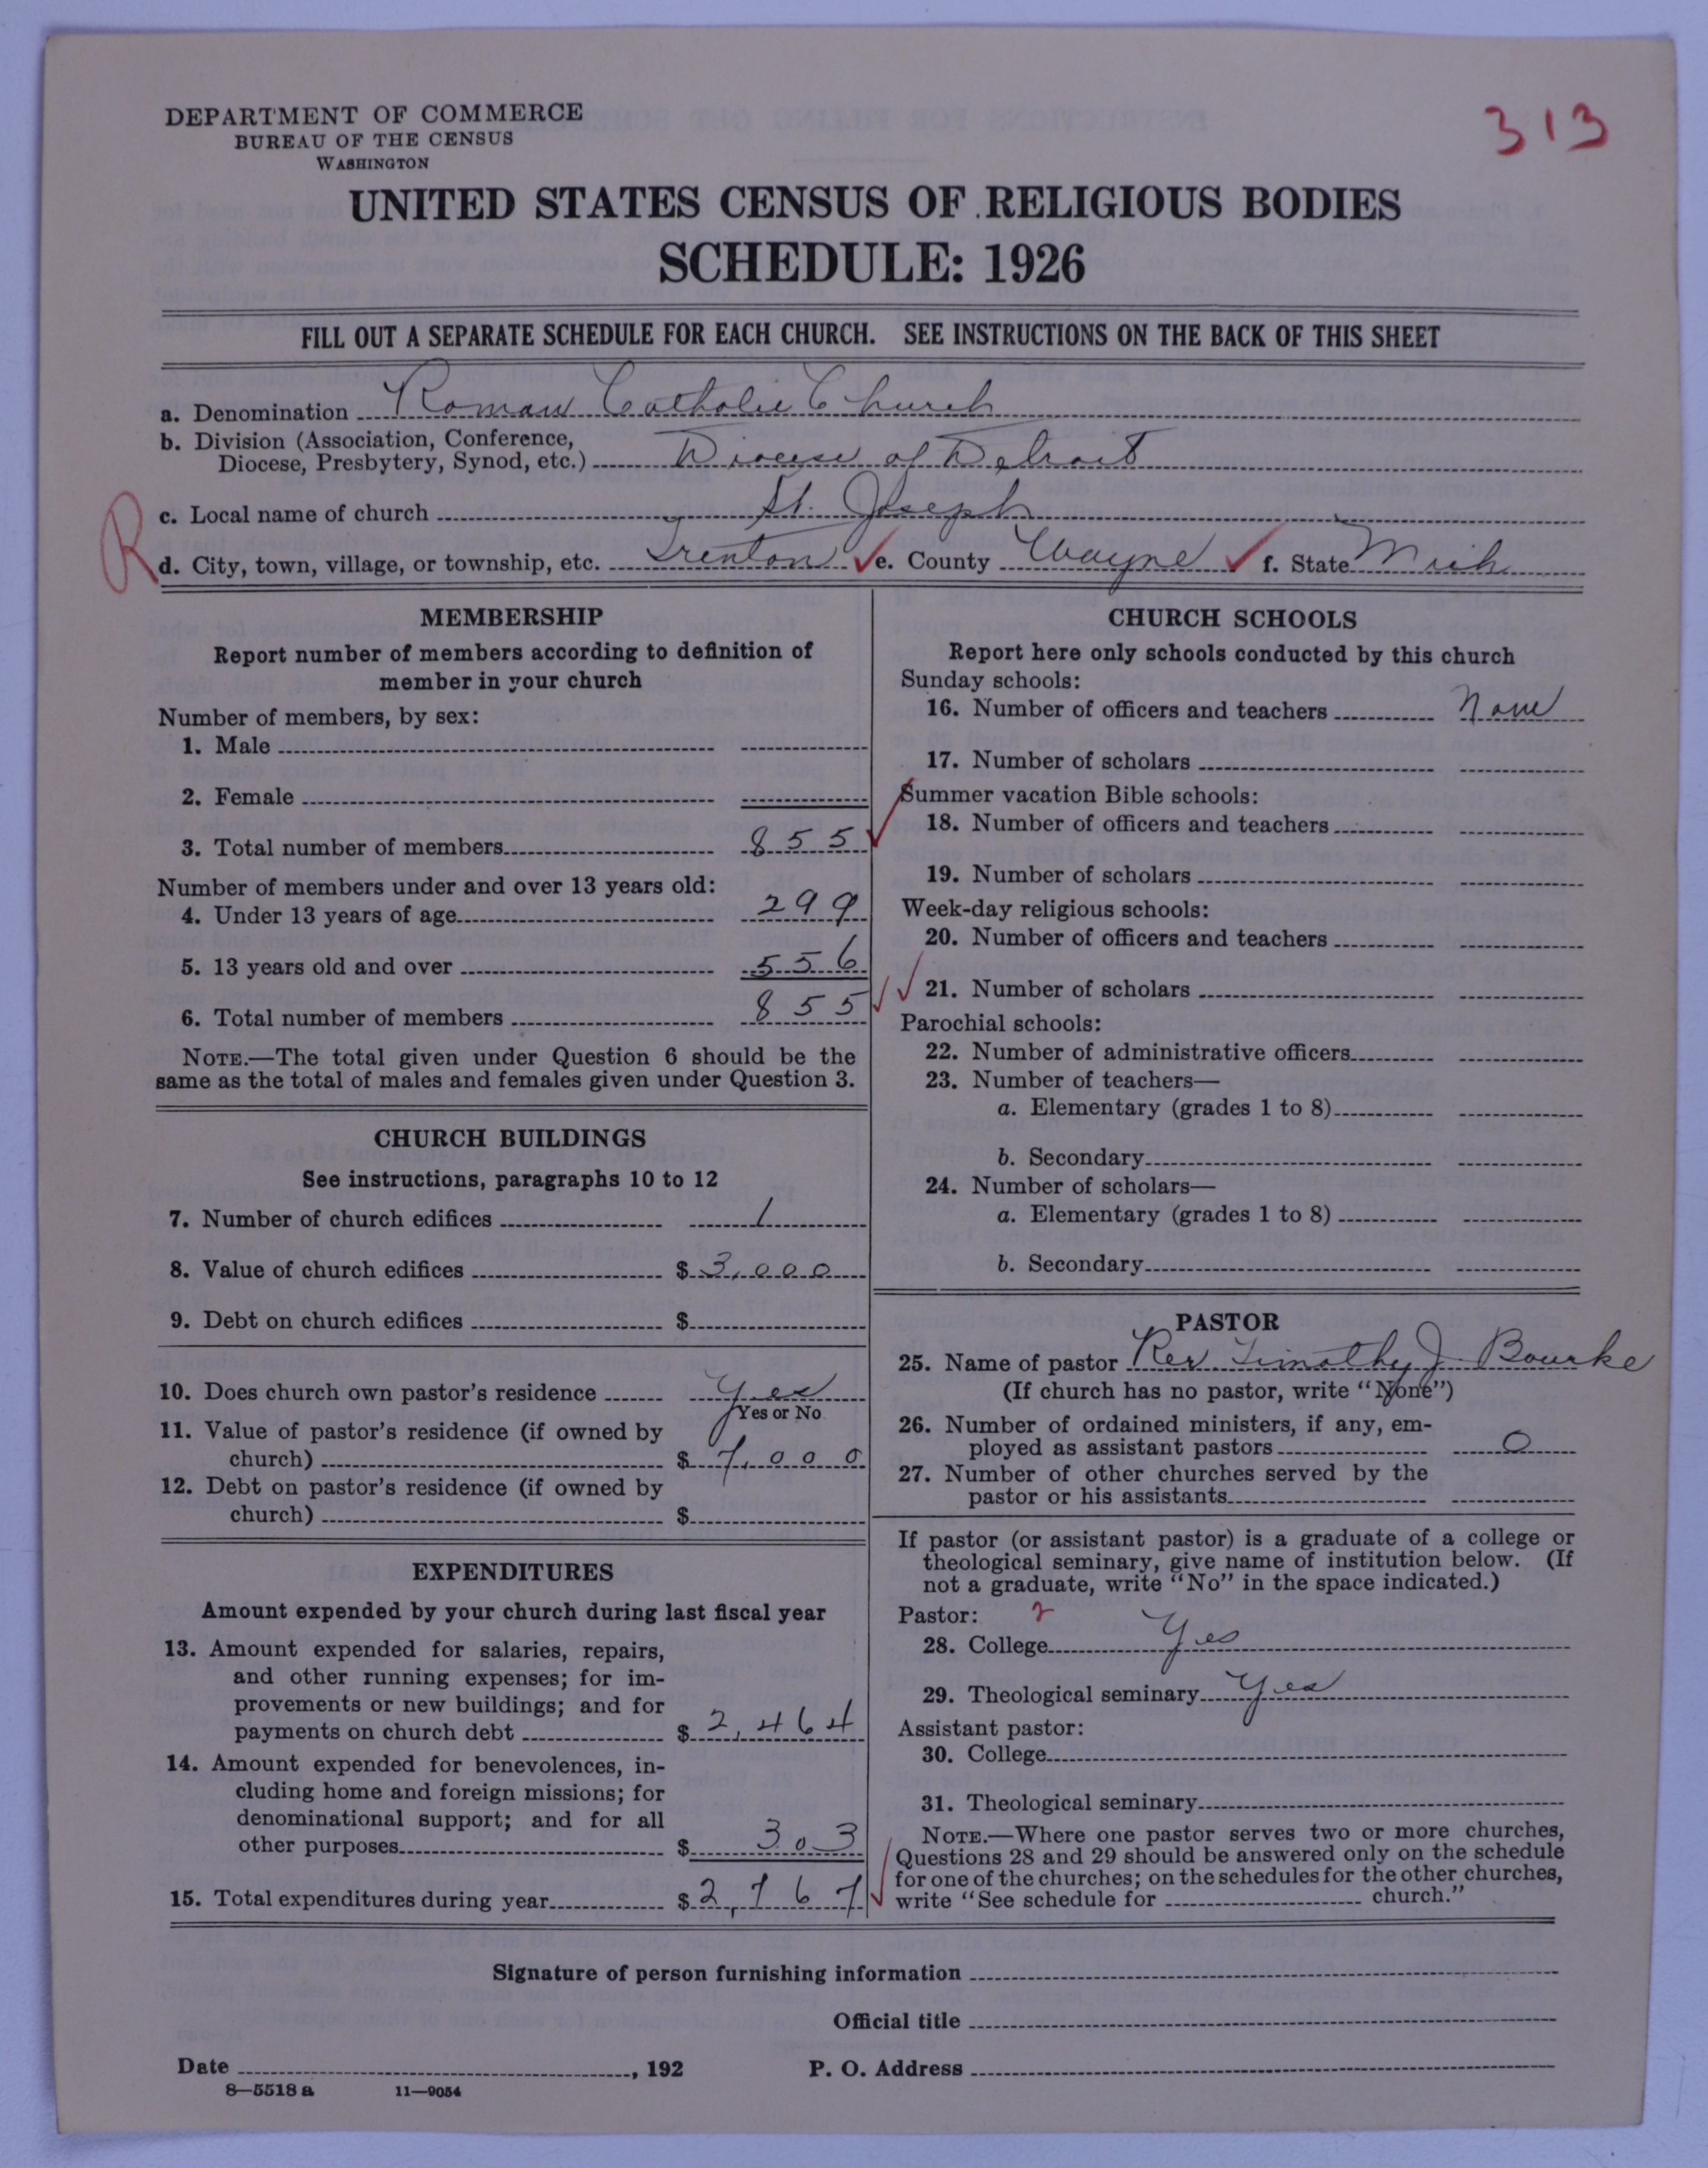 DEPARTMENT OF COMMERCE
BUREAU OF THE CENSUS
WASHINGTON
313
UNITED STATES CENSUS OF RELIGIOUS BODIES
SCHEDULE: 1926
FILL OUT A SEPARATE SCHEDULE FOR EACH CHURCH. SEE INSTRUCTIONS ON THE BACK OF THIS SHEET
a. Denomination Roman Catholic Church
b. Division (Association, Conference,
Diocese, Presbytery, Synod, etc.) Diocese of Detroit
c. Local name of church St. Joseph
R
d. City, town, village, or township, etc. Trenton ✓ e. County Wayne ✓ f. State Mich
MEMBERSHIP
Report number of members according to definition of
member in your church
Number of members, by sex:
1. Male
2. Female
3. Total number of members 855 ✓
Number of members under and over 13 years old:
4. Under 13 years of age 299
5. 13 years old and over 556
6. Total number of members 855 ✓ ✓
NOTE.—The total given under Question 6 should be the
same as the total of males and females given under Question 3.
CHURCH BUILDINGS
See instructions, paragraphs 10 to 12
7. Number of church edifices 1
8. Value of church edifices $ 3,000
9. Debt on church edifices $
10. Does church own pastor's residence Yes
Yes or No
11. Value of pastor's residence (if owned by
church) $ 7,000
12. Debt on pastor's residence (if owned by
church) $
EXPENDITURES
Amount expended by your church during last fiscal year
13. Amount expended for salaries, repairs,
and other running expenses; for im-
provements or new buildings; and for
payments on church debt $ 2,464
14. Amount expended for benevolences, in-
cluding home and foreign missions; for
denominational support; and for all
other purposes $ 303
15. Total expenditures during year $ 2,767 ✓
CHURCH SCHOOLS
Report here only schools conducted by this church
Sunday schools:
16. Number of officers and teachers None
17. Number of scholars
Summer vacation Bible schools:
18. Number of officers and teachers
19. Number of scholars
Week-day religious schools:
20. Number of officers and teachers
21. Number of scholars
Parochial schools:
22. Number of administrative officers
23. Number of teachers—
a. Elementary (grades 1 to 8)
b. Secondary
24. Number of scholars—
a. Elementary (grades 1 to 8)
b. Secondary
PASTOR
25. Name of pastor Rev Timothy J. Bourke
(If church has no pastor, write "None")
26. Number of ordained ministers, if any, em-
ployed as assistant pastors 0
27. Number of other churches served by the
pastor or his assistants
If pastor (or assistant pastor) is a graduate of a college or
theological seminary, give name of institution below. (If
not a graduate, write "No" in the space indicated.)
Pastor: 2
28. College Yes
29. Theological seminary Yes
Assistant pastor:
30. College
31. Theological seminary
NOTE.—Where one pastor serves two or more churches,
Questions 28 and 29 should be answered only on the schedule
for one of the churches; on the schedules for the other churches,
write "See schedule for church."
Signature of person furnishing information
Official title
Date , 192 P. O. Address
8—5518 a 11—9054